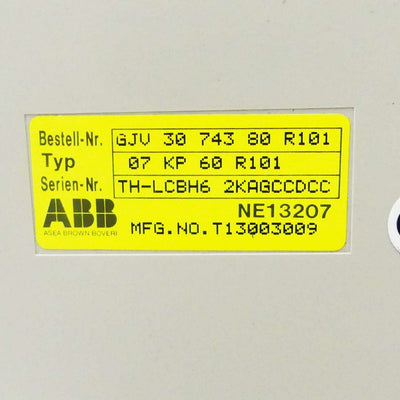 Bestell-Nr. GJV 30 743 80 R101
Typ 07 KP 60 R101
Serien-Nr. TH-LCBH6 2KAGCCDCC
ABB NE13207
ASEA BROWN BOVERI MFG.NO.T13003009